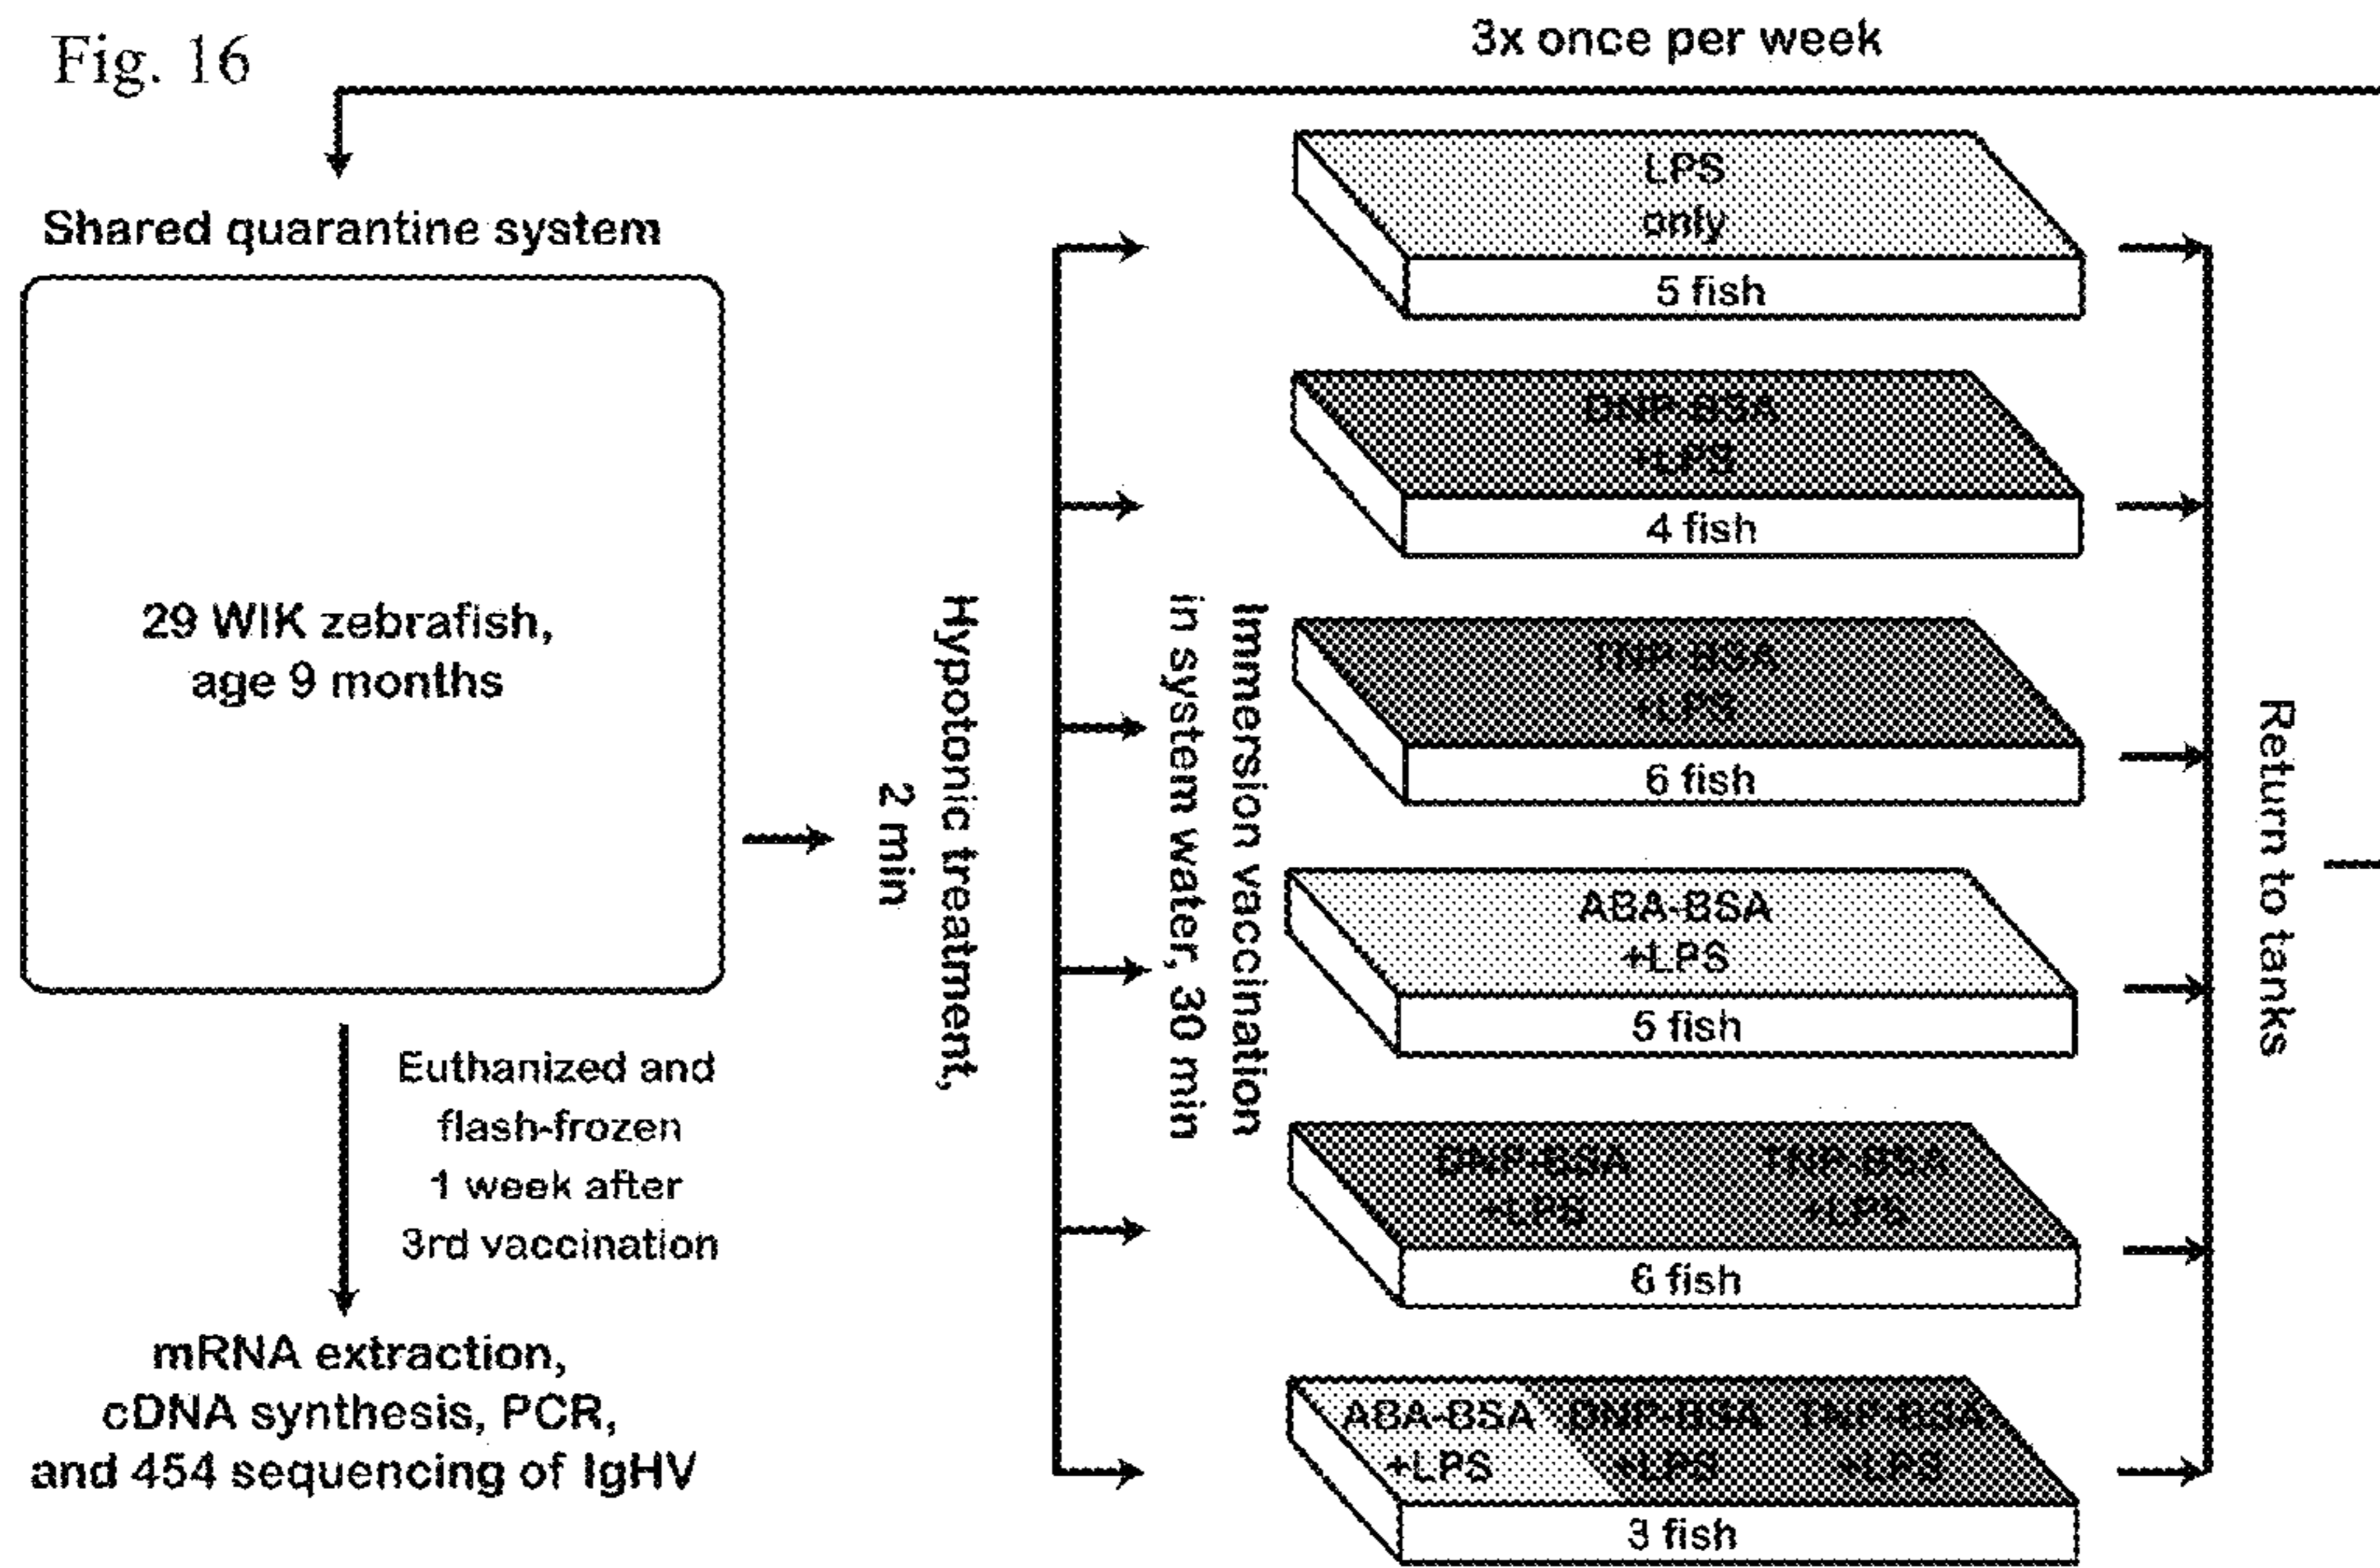 Fig. 16
3x once per week
Shared quarantine system
29 WIK zebrafish,
age 9 months
Euthanized and
flash-frozen
1 week after
3rd vaccination
mRNA extraction,
cDNA synthesis, PCR,
and 454 sequencing of IgHV
Hypotonic treatment,
2 min
Immersion vaccination
in system water, 30 min
LPS
only
5 fish
DNP-BSA
+LPS
4 fish
TNP-BSA
+LPS
6 fish
ABA-BSA
+LPS
5 fish
DNP-BSA TNP-BSA
+LPS +LPS
6 fish
ABA-BSA DNP-BSA TNP-BSA
+LPS +LPS +LPS
3 fish
Return to tanks